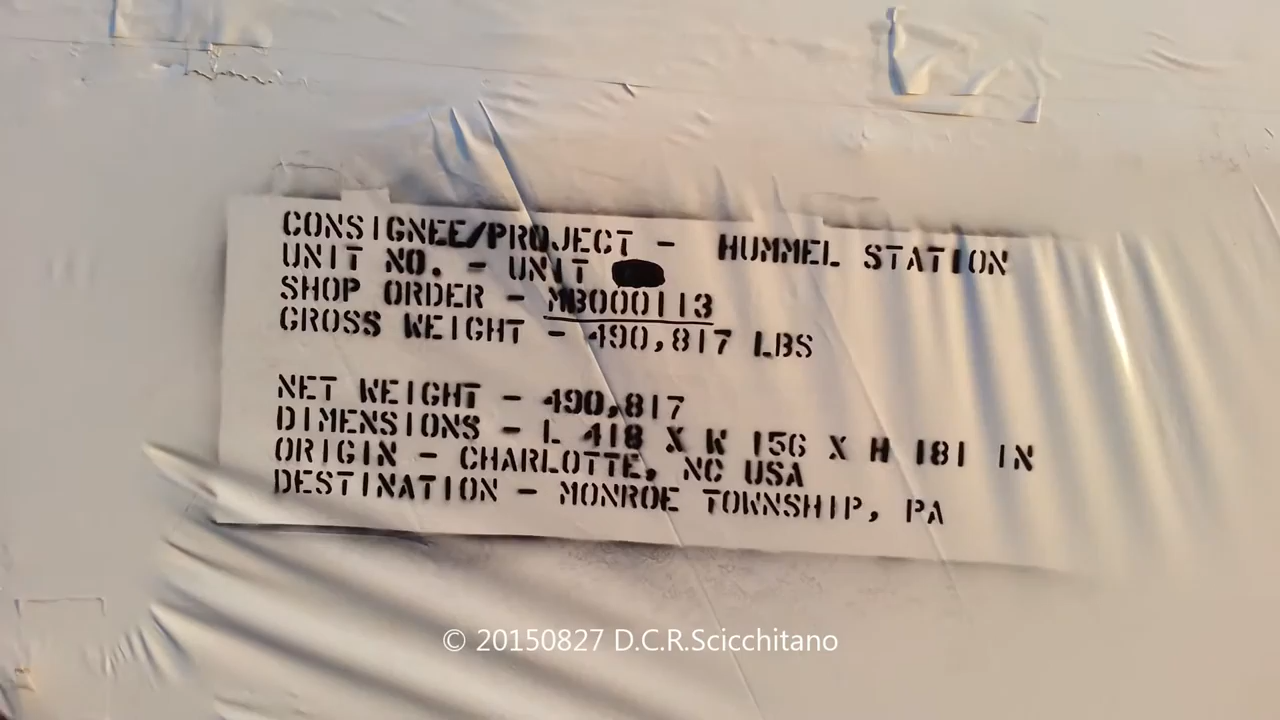 CONSIGNEE/PROJECT - HUMMEL STATION
UNIT NO. - UNIT
SHOP ORDER - MB000113
GROSS WEIGHT - 490,817 LBS
NET WEIGHT - 490,817
DIMENSIONS - L 418 X W 156 X H 181 IN
ORIGIN - CHARLOTTE, NC USA
DESTINATION - MONROE TOWNSHIP, PA
© 20150827 D.C.R.Scicchitano